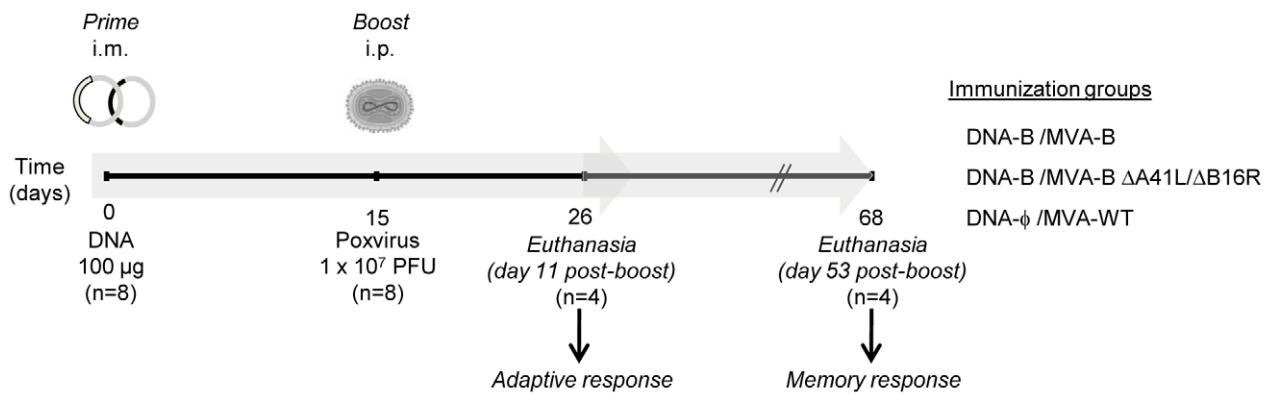 Prime
i.m.
Boost
i.p.
Immunization groups
DNA-B /MVA-B
DNA-B /MVA-B ΔA41L/ΔB16R
DNA-ϕ /MVA-WT
Time
(days)
0
DNA
100 µg
(n=8)
15
Poxvirus
1 x 10⁷ PFU
(n=8)
26
Euthanasia
(day 11 post-boost)
(n=4)
Adaptive response
68
Euthanasia
(day 53 post-boost)
(n=4)
Memory response